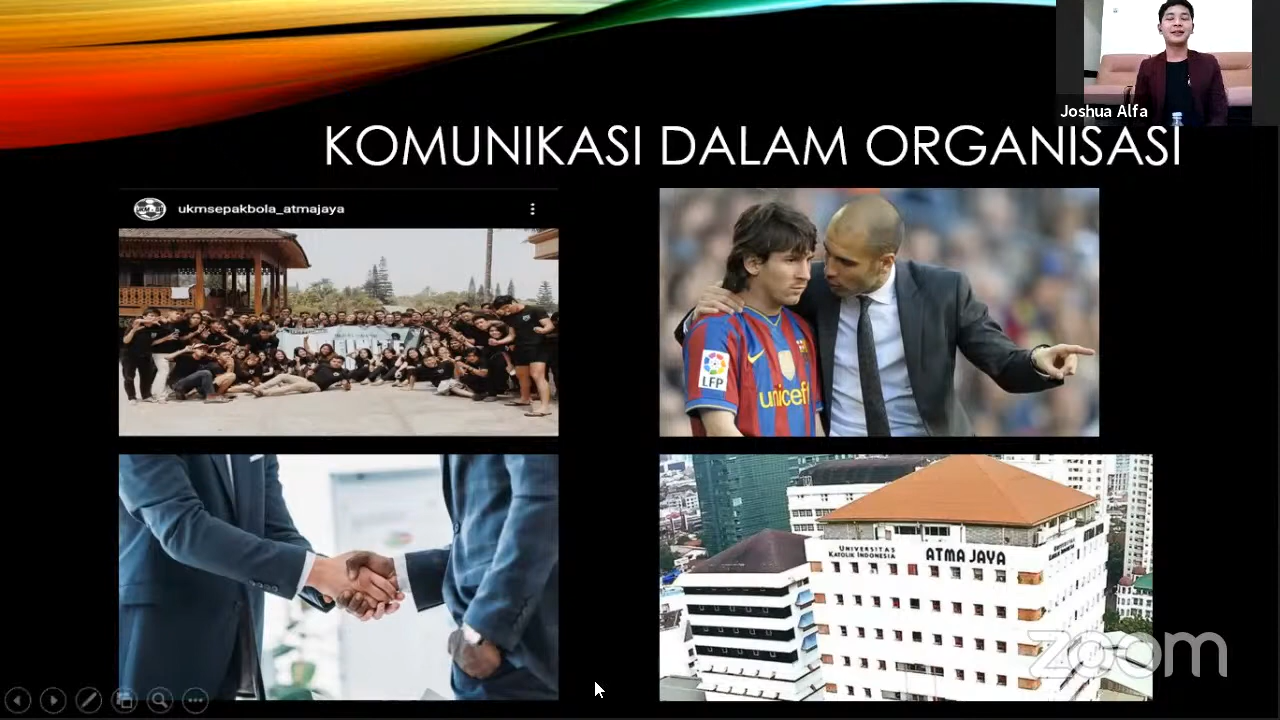 Joshua Alfa
KOMUNIKASI DALAM ORGANISASI
ukmsepakbola_atmajaya
LFP
unicef
UNIVERSITAS
KATOLIK INDONESIA
ATMA JAYA
zoom